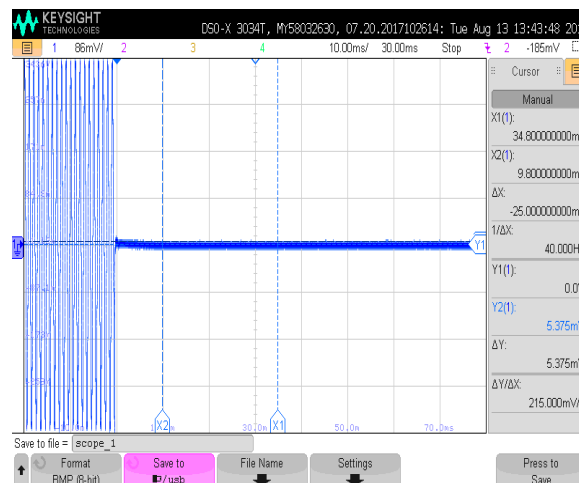 KEYSIGHT
TECHNOLOGIES
DSO-X 3034T, MY58032630, 07.20.2017102614: Tue Aug 13 13:43:48 20
1 86mV/ 2 3 4 10.00ms/ 30.00ms Stop 2 -185mV
Cursor
Manual
X1(1):
34.800000000m
X2(1):
9.800000000m
ΔX:
-25.000000000m
1/ΔX:
40.000H
Y1(1):
0.0
Y2(1):
5.375m
ΔY:
5.375m
ΔY/ΔX:
215.000mV/
1
Y1
X2
X1
30.0m 50.0m 70.0ms
Save to file = scope_1
Format
BMP (8-bit)
Save to
/usb
File Name
Settings
Press to
Save